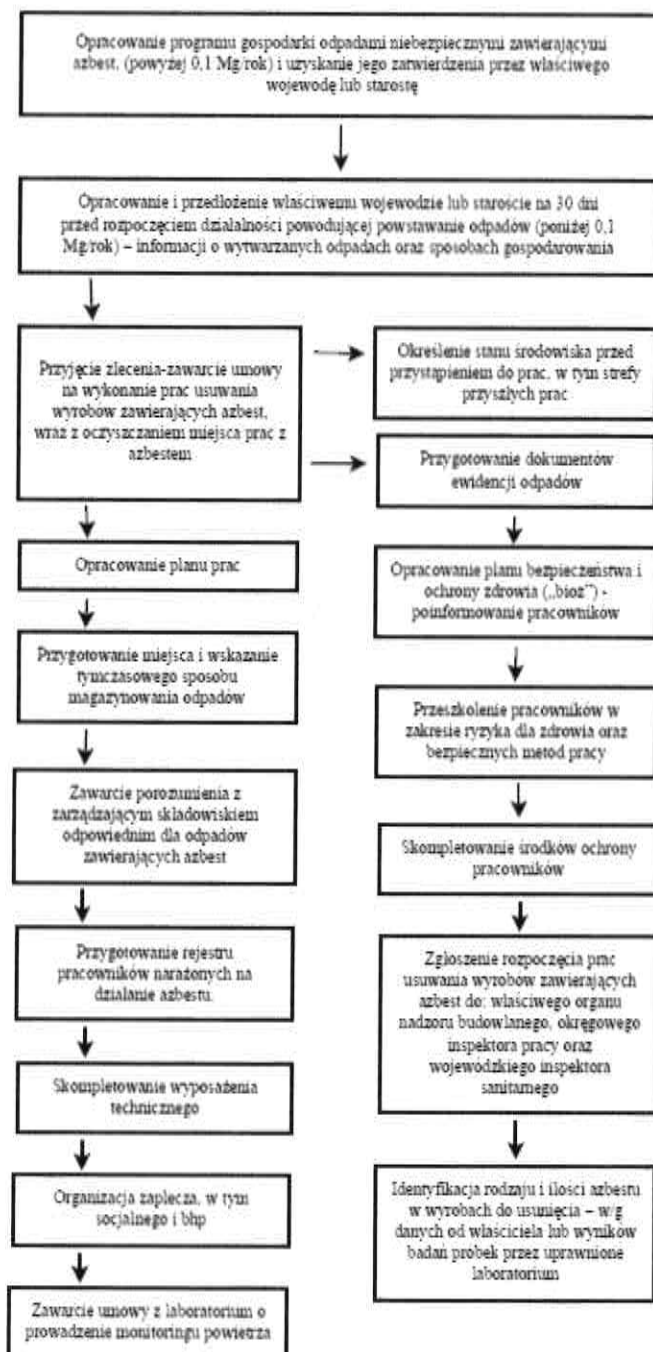 Opracowanie programu gospodarki odpadami niebezpiecznymi zawierającymi
azbest, (powyżej 0,1 Mg/rok) i uzyskanie jego zatwierdzenia przez właściwego
wojewodę lub starostę
Opracowanie i przedłożenie właściwemu wojewodzie lub staroście na 30 dni
przed rozpoczęciem działalności powodującej powstawanie odpadów (poniżej 0,1
Mg/rok) – informacji o wytwarzanych odpadach oraz sposobach gospodarowania
Przyjęcie zlecenia-zawarcie umowy
na wykonanie prac usuwania
wyrobów zawierających azbest,
wraz z oczyszczaniem miejsca prac z
azbestem
Opracowanie planu prac
Przygotowanie miejsca i wskazanie
tymczasowego sposobu
magazynowania odpadów
Zawarcie porozumienia z
zarządzającym składowiskiem
odpowiednim dla odpadów
zawierających azbest
Przygotowanie rejestru
pracowników narażonych na
działanie azbestu.
Skompletowanie wyposażenia
technicznego
Organizacja zaplecza, w tym
socjalnego i bhp
Zawarcie umowy z laboratorium o
prowadzenie monitoringu powietrza
Określenie stanu środowiska przed
przystąpieniem do prac, w tym strefy
przyszłych prac
Przygotowanie dokumentów
ewidencji odpadów
Opracowanie planu bezpieczeństwa i
ochrony zdrowia („bioz”) -
poinformowanie pracowników
Przeszkolenie pracowników w
zakresie ryzyka dla zdrowia oraz
bezpiecznych metod pracy
Skompletowanie środków ochrony
pracowników
Zgłoszenie rozpoczęcia prac
usuwania wyrobów zawierających
azbest do: właściwego organu
nadzoru budowlanego, okręgowego
inspektora pracy oraz
wojewódzkiego inspektora
sanitarnego
Identyfikacja rodzaju i ilości azbestu
w wyrobach do usunięcia – w/g
danych od właściciela lub wyników
badań próbek przez uprawnione
laboratorium